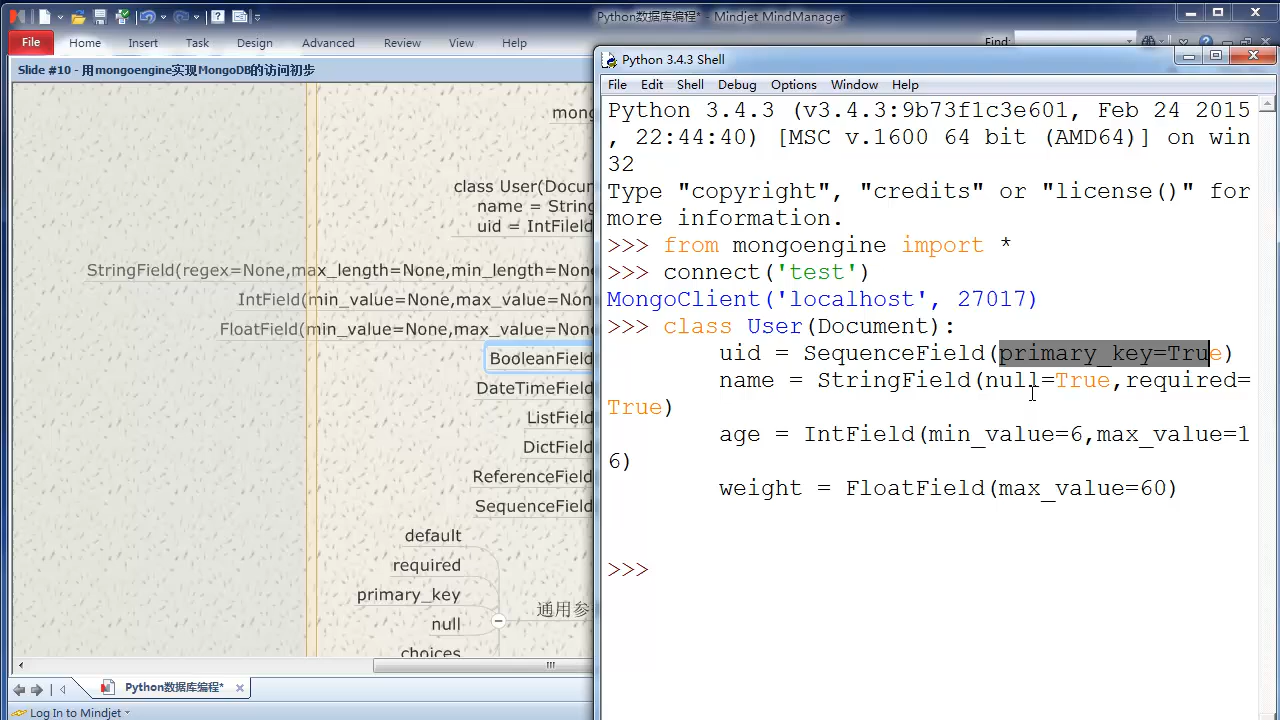 Python数据库编程* - Mindjet MindManager
File Home Insert Task Design Advanced Review View Help Find:
Slide #10 - 用mongoengine实现MongoDB的访问初步
mong
class User(Docu
name = String
uid = IntFileld
StringField(regex=None,max_length=None,min_length=None
IntField(min_value=None,max_value=Non
FloatField(min_value=None,max_value=None
BooleanField
DateTimeField
ListField
DictField
ReferenceField
SequenceField
default
required
primary_key
null
choices
通用参
Python数据库编程*
Log In to Mindjet
Python 3.4.3 Shell
File Edit Shell Debug Options Window Help
Python 3.4.3 (v3.4.3:9b73f1c3e601, Feb 24 2015
, 22:44:40) [MSC v.1600 64 bit (AMD64)] on win
32
Type "copyright", "credits" or "license()" for
more information.
>>> from mongoengine import *
>>> connect('test')
MongoClient('localhost', 27017)
>>> class User(Document):
uid = SequenceField(primary_key=True)
name = StringField(null=True,required=
True)
age = IntField(min_value=6,max_value=1
6)
weight = FloatField(max_value=60)
>>>